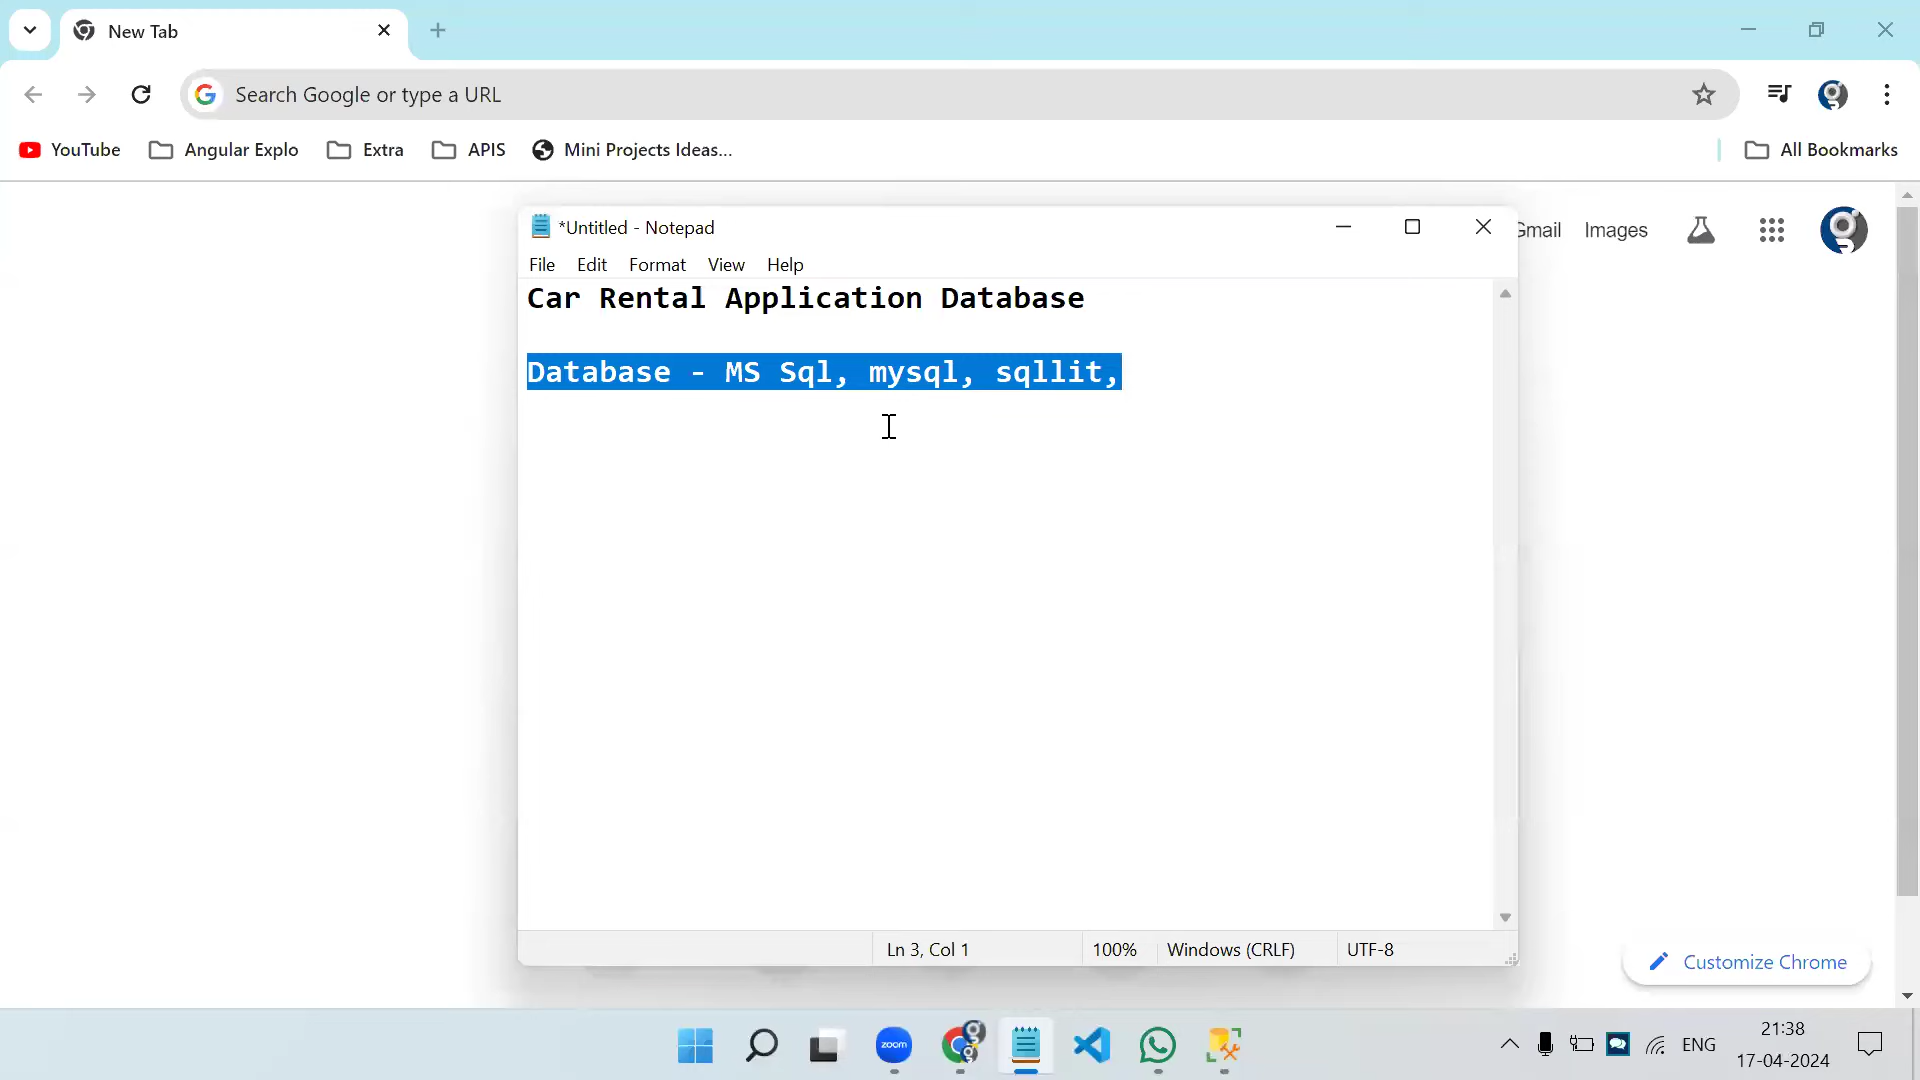 New Tab
Search Google or type a URL
YouTube
Angular Explo
Extra
APIS
Mini Projects Ideas...
All Bookmarks
*Untitled - Notepad
Gmail
Images
File Edit Format View Help
Car Rental Application Database
Database - MS Sql, mysql, sqllit,
Ln 3, Col 1
100%
Windows (CRLF)
UTF-8
Customize Chrome
zoom
ENG
21:38
17-04-2024